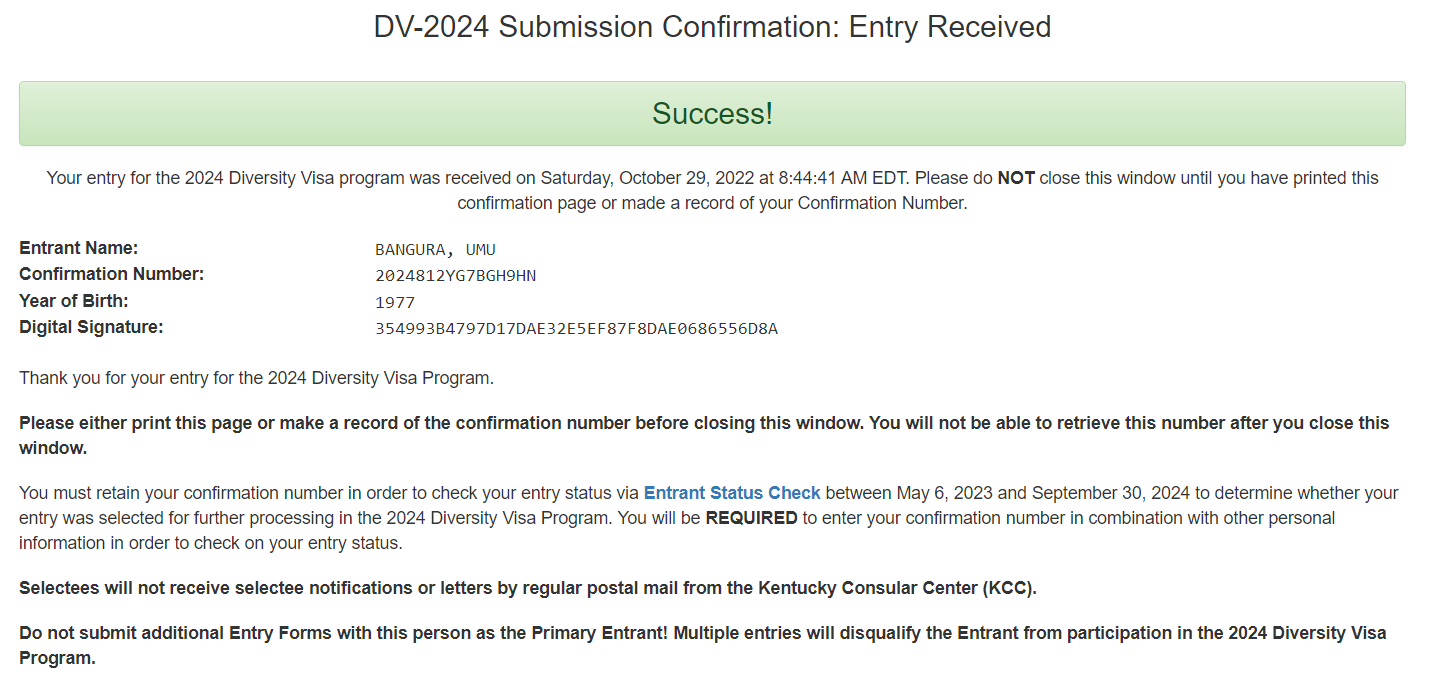 DV-2024 Submission Confirmation: Entry Received
Success!
Your entry for the 2024 Diversity Visa program was received on Saturday, October 29, 2022 at 8:44:41 AM EDT. Please do NOT close this window until you have printed this
confirmation page or made a record of your Confirmation Number.
Entrant Name: BANGURA, UMU
Confirmation Number: 2024812YG7BGH9HN
Year of Birth: 1977
Digital Signature: 354993B4797D17DAE32E5EF87F8DAE0686556D8A
Thank you for your entry for the 2024 Diversity Visa Program.
Please either print this page or make a record of the confirmation number before closing this window. You will not be able to retrieve this number after you close this
window.
You must retain your confirmation number in order to check your entry status via Entrant Status Check between May 6, 2023 and September 30, 2024 to determine whether your
entry was selected for further processing in the 2024 Diversity Visa Program. You will be REQUIRED to enter your confirmation number in combination with other personal
information in order to check on your entry status.
Selectees will not receive selectee notifications or letters by regular postal mail from the Kentucky Consular Center (KCC).
Do not submit additional Entry Forms with this person as the Primary Entrant! Multiple entries will disqualify the Entrant from participation in the 2024 Diversity Visa
Program.